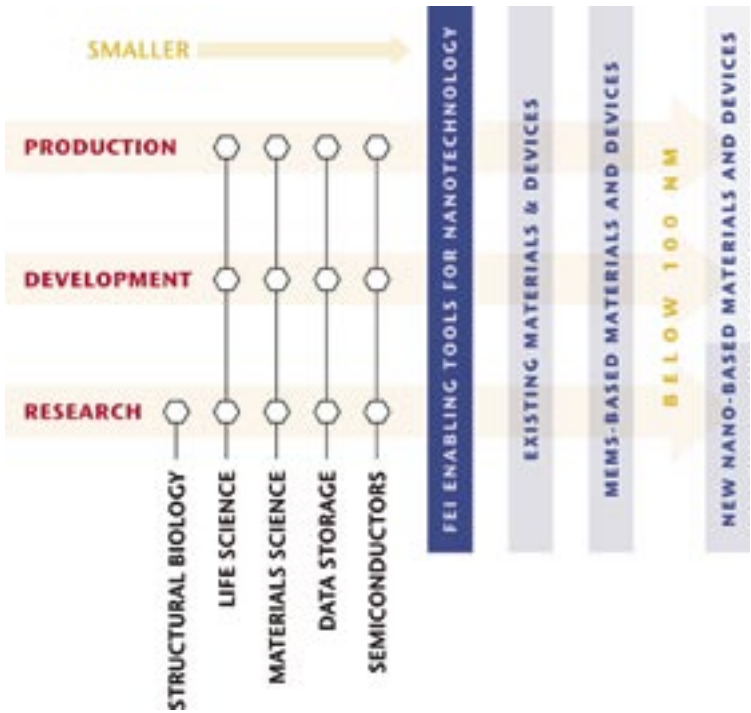 SMALLER
PRODUCTION
DEVELOPMENT
RESEARCH
STRUCTURAL BIOLOGY
LIFE SCIENCE
MATERIALS SCIENCE
DATA STORAGE
SEMICONDUCTORS
FEI ENABLING TOOLS FOR NANOTECHNOLOGY
EXISTING MATERIALS & DEVICES
MEMS-BASED MATERIALS AND DEVICES
BELOW 100 NM
NEW NANO-BASED MATERIALS AND DEVICES